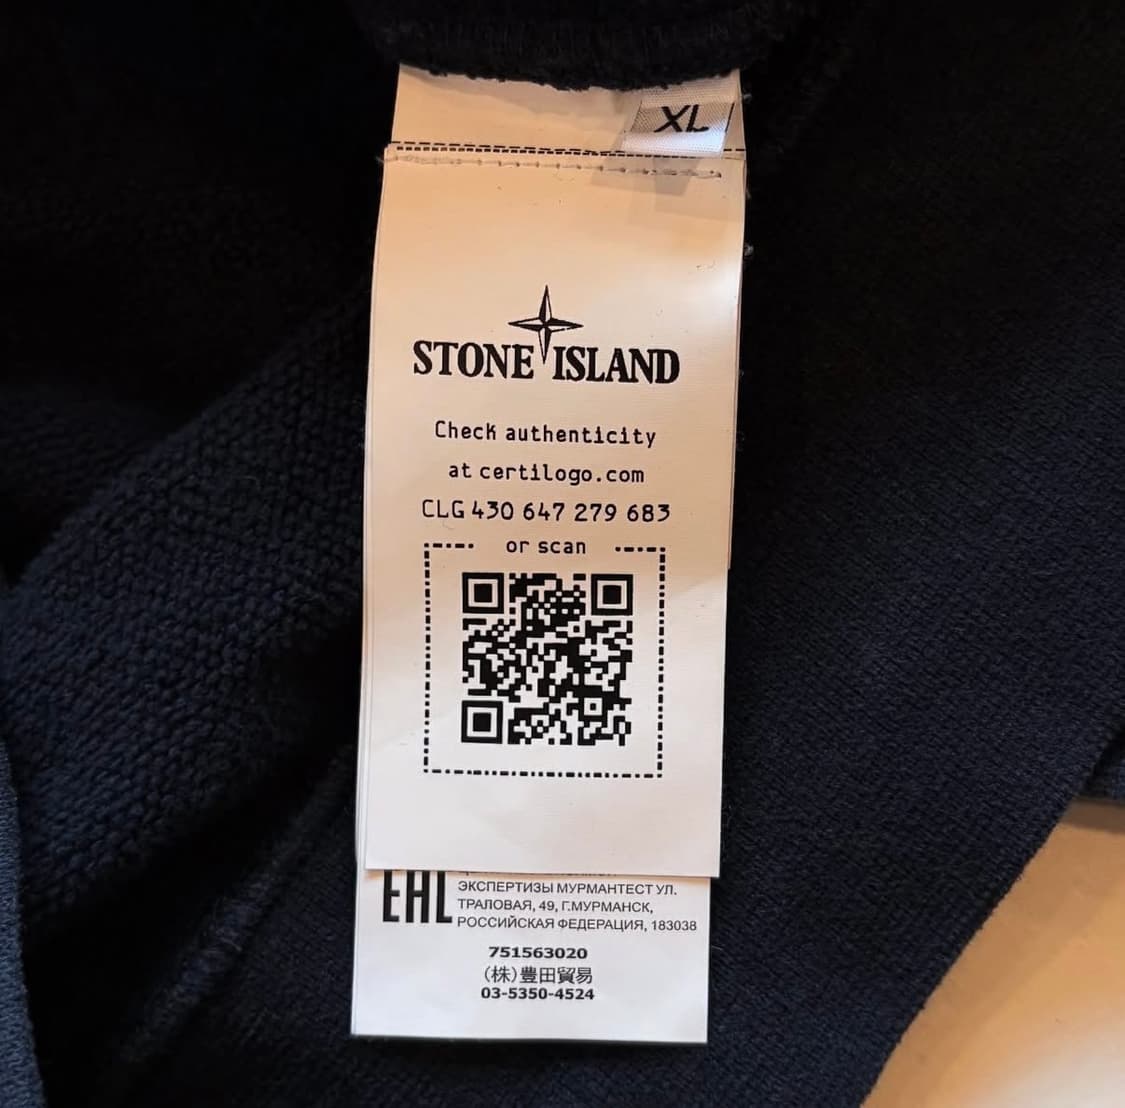 XL
STONE ISLAND
Check authenticity
at certilogo.com
CLG 430 647 279 683
or scan
EAC
ЭКСПЕРТИЗЫ МУРМАНТЕСТ УЛ.
ТРАЛОВАЯ, 49, Г.МУРМАНСК,
РОССИЙСКАЯ ФЕДЕРАЦИЯ, 183038
751563020
(株)豊田貿易
03-5350-4524